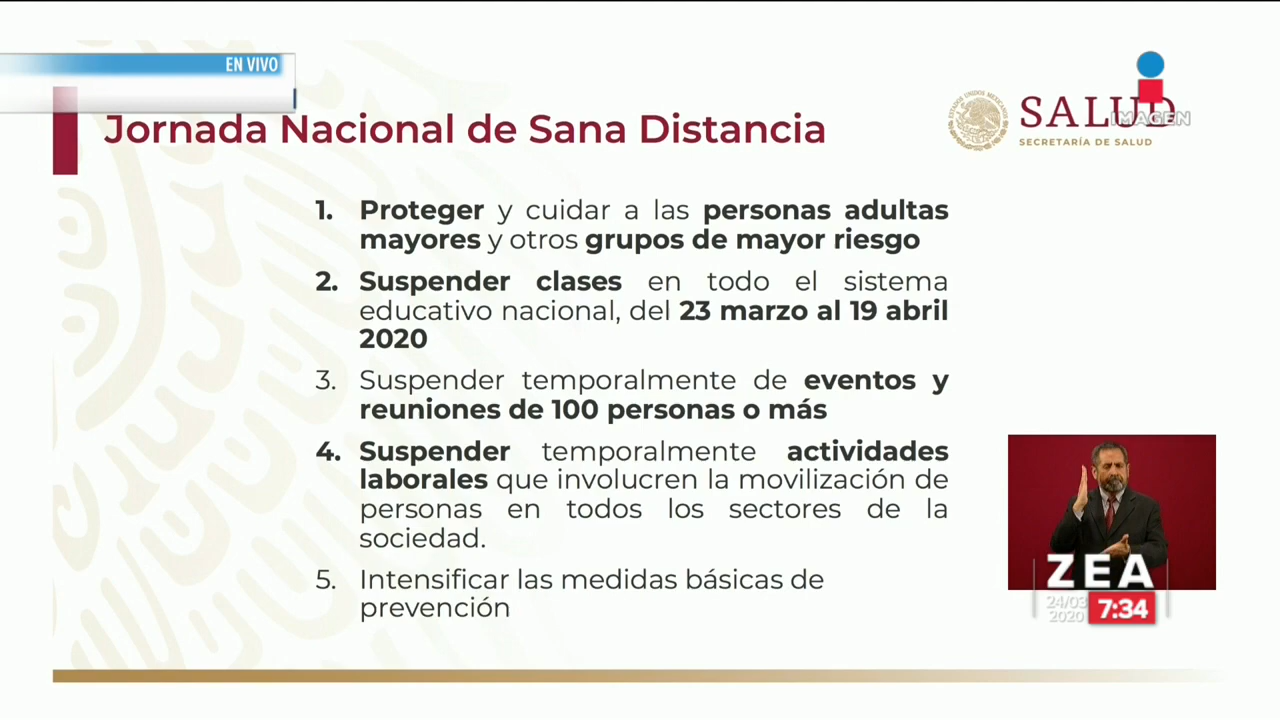 EN VIVO
Jornada Nacional de Sana Distancia
SALUD
SECRETARÍA DE SALUD
IMAGEN
1. Proteger y cuidar a las personas adultas
mayores y otros grupos de mayor riesgo
2. Suspender clases en todo el sistema
educativo nacional, del 23 marzo al 19 abril
2020
3. Suspender temporalmente de eventos y
reuniones de 100 personas o más
4. Suspender temporalmente actividades
laborales que involucren la movilización de
personas en todos los sectores de la
sociedad.
5. Intensificar las medidas básicas de
prevención
ZEA
24/03
2020
7:34